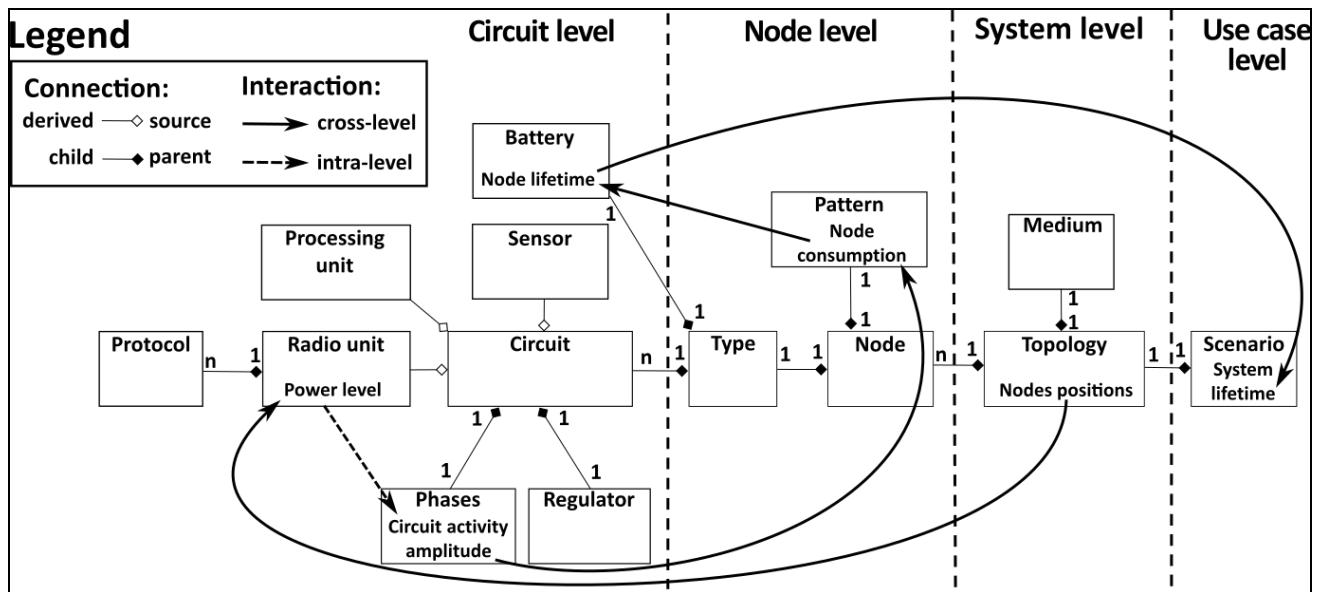 Legend
Circuit level
Node level
System level
Use case
level
Connection:
Interaction:
derived
source
cross-level
child
parent
intra-level
Battery
Node lifetime
1
1
Pattern
Node
consumption
1
1
Medium
1
1
Processing
unit
Sensor
Protocol
n
1
Radio unit
Power level
Circuit
n
1
Type
1
1
Node
n
1
Topology
Nodes positions
1
1
Scenario
System
lifetime
1
1
1
1
Phases
Circuit activity
amplitude
Regulator